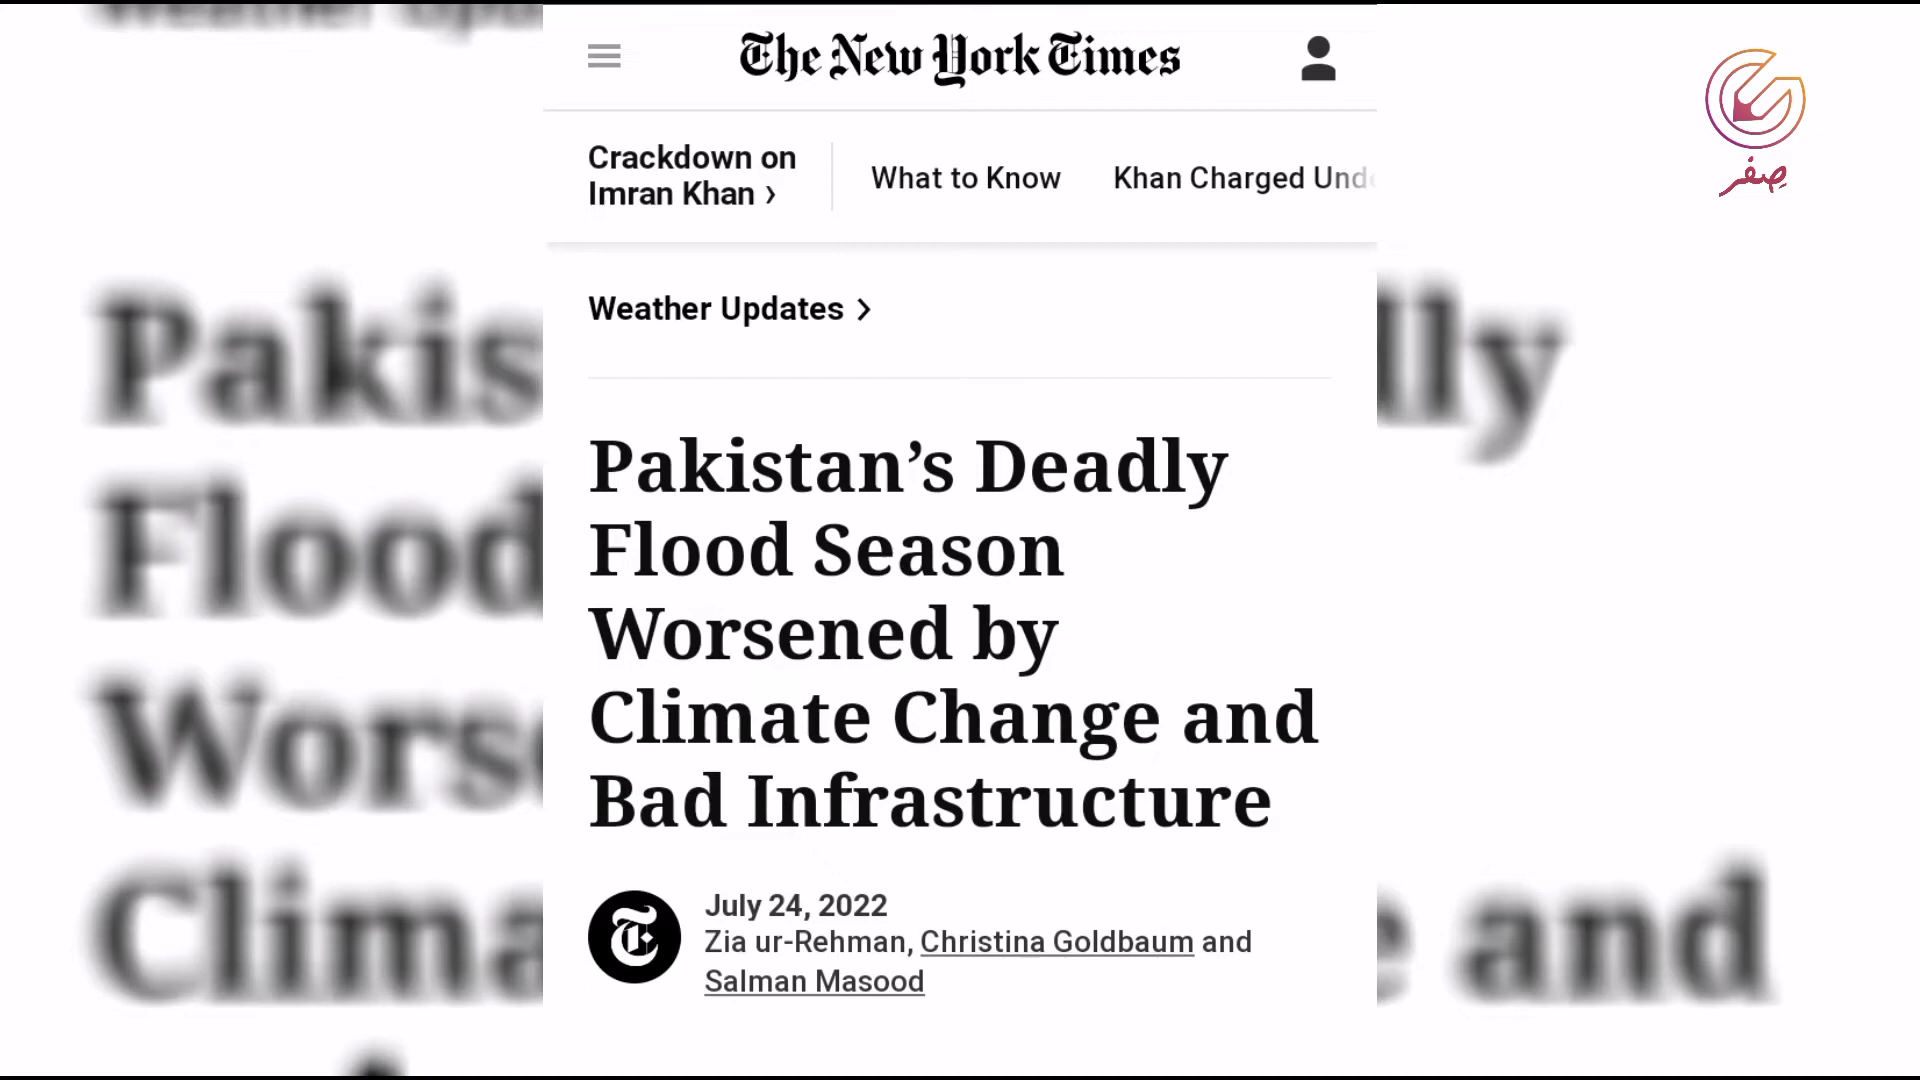 The New York Times
Crackdown on
Imran Khan ›
What to Know
Khan Charged Und
Weather Updates >
Pakistan’s Deadly
Flood Season
Worsened by
Climate Change and
Bad Infrastructure
July 24, 2022
Zia ur-Rehman, Christina Goldbaum and
Salman Masood
صِفر